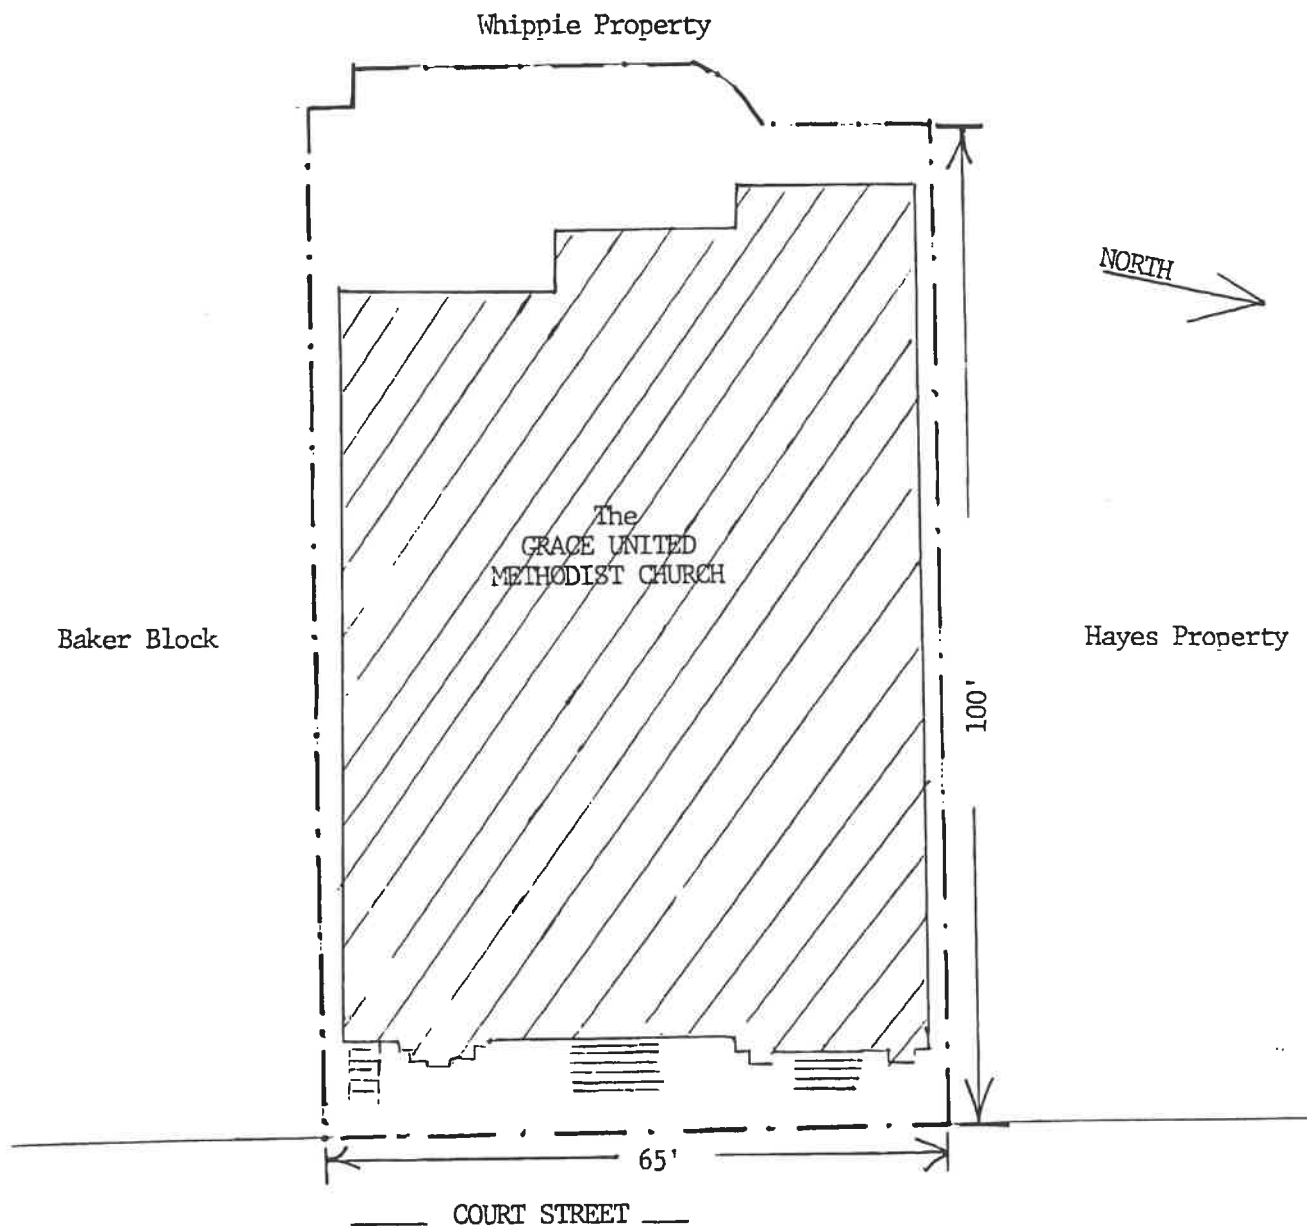 Whippie Property
NORTH
The
GRACE UNITED
METHODIST CHURCH
Baker Block
Hayes Property
100'
65'
COURT STREET